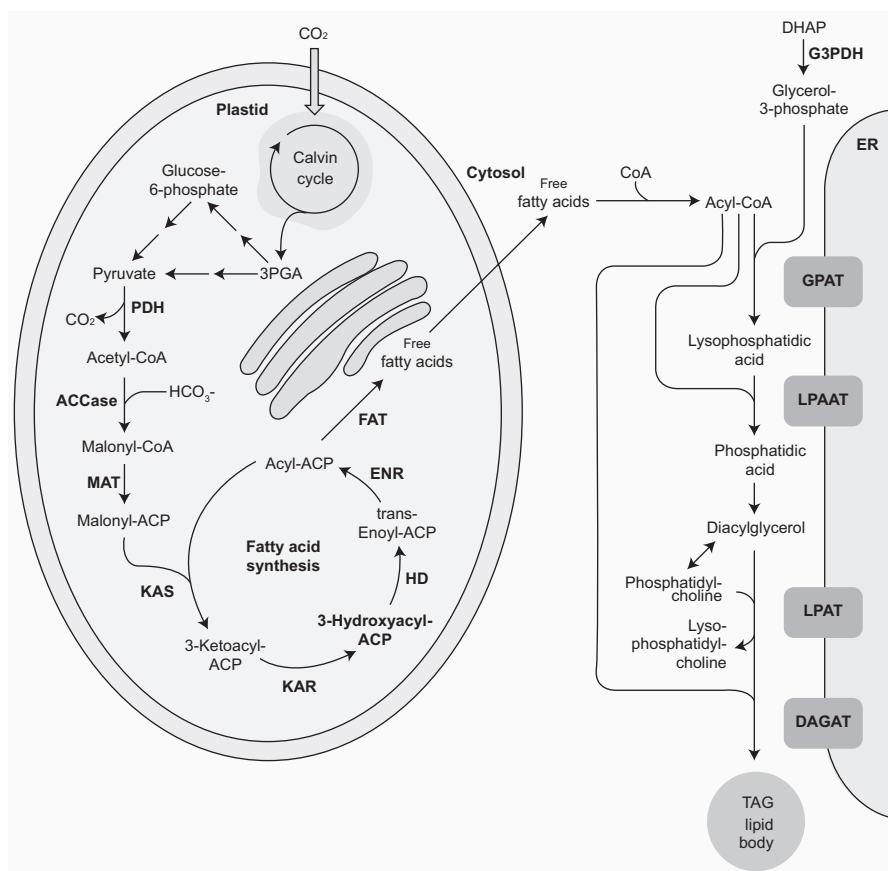 CO₂
Plastid
Calvin
cycle
Glucose-
6-phosphate
Pyruvate
3PGA
PDH
CO₂
Acetyl-CoA
ACCase
HCO₃-
Malonyl-CoA
MAT
Malonyl-ACP
KAS
Fatty acid
synthesis
3-Ketoacyl-
ACP
KAR
3-Hydroxyacyl-
ACP
HD
trans-
Enoyl-ACP
ENR
Acyl-ACP
FAT
Free
fatty acids
Cytosol
Free
fatty acids
CoA
Acyl-CoA
DHAP
G3PDH
Glycerol-
3-phosphate
ER
GPAT
Lysophosphatidic
acid
LPAAT
Phosphatidic
acid
Diacylglycerol
Phosphatidyl-
choline
LPAT
Lyso-
phosphatidyl-
choline
DAGAT
TAG
lipid
body